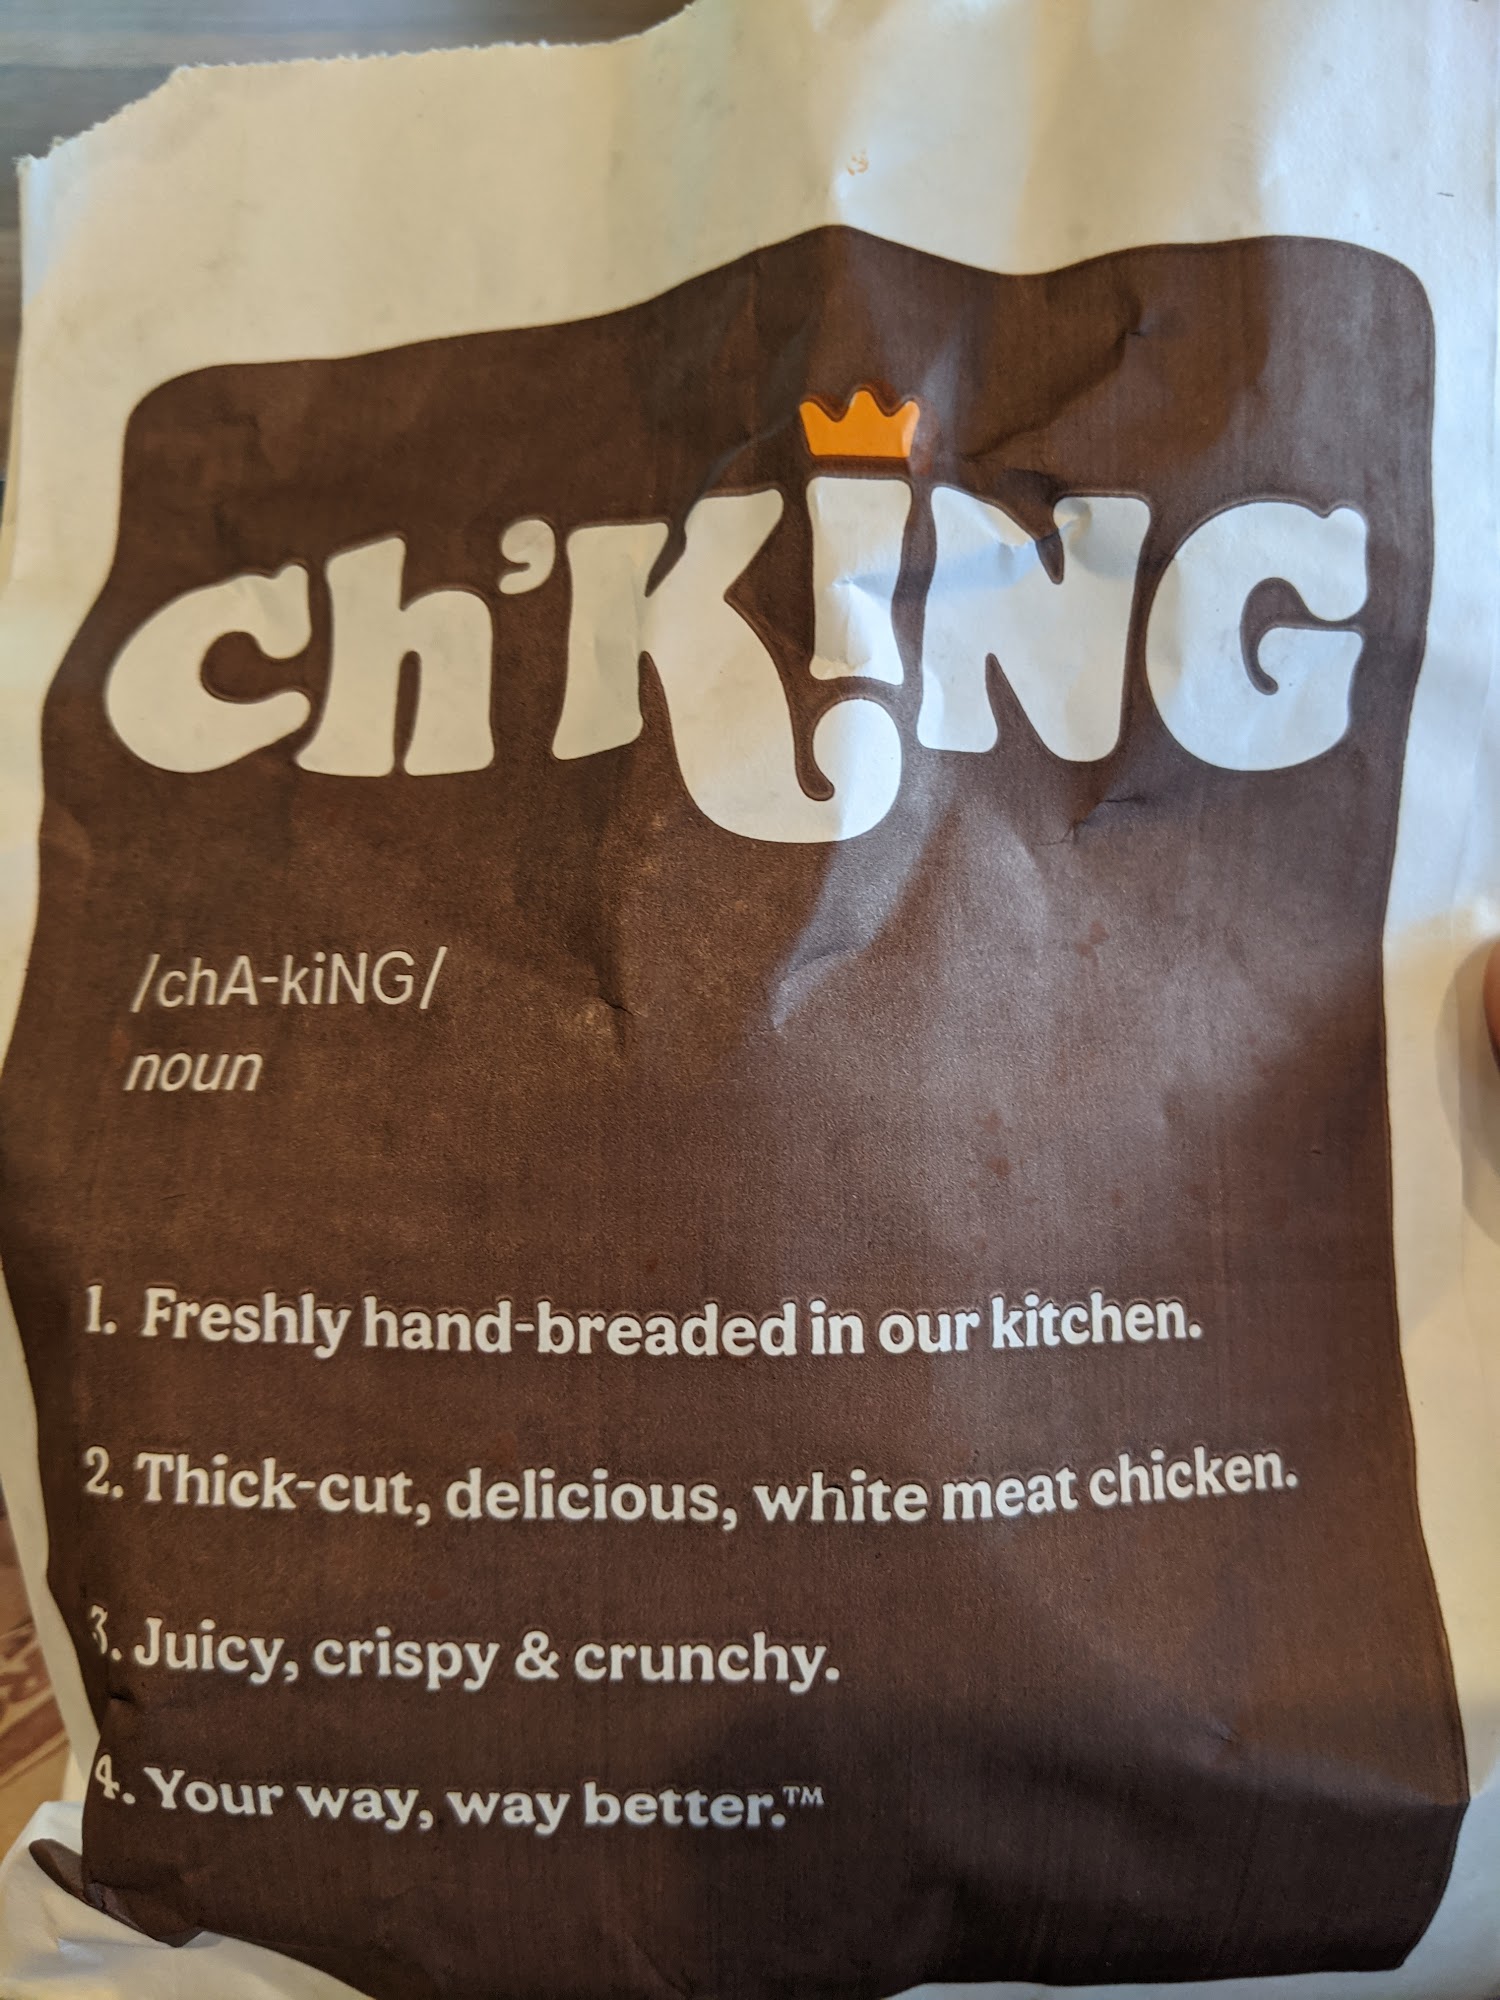 Ch'KING
/chA-kiNG/
noun
1. Freshly hand-breaded in our kitchen.
2. Thick-cut, delicious, white meat chicken.
3. Juicy, crispy & crunchy.
4. Your way, way better.™